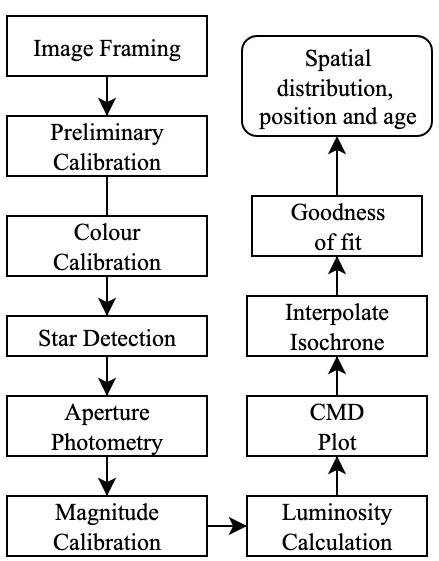 Image Framing
Preliminary
Calibration
Colour
Calibration
Star Detection
Aperture
Photometry
Magnitude
Calibration
Luminosity
Calculation
CMD
Plot
Interpolate
Isochrone
Goodness
of fit
Spatial
distribution,
position and age